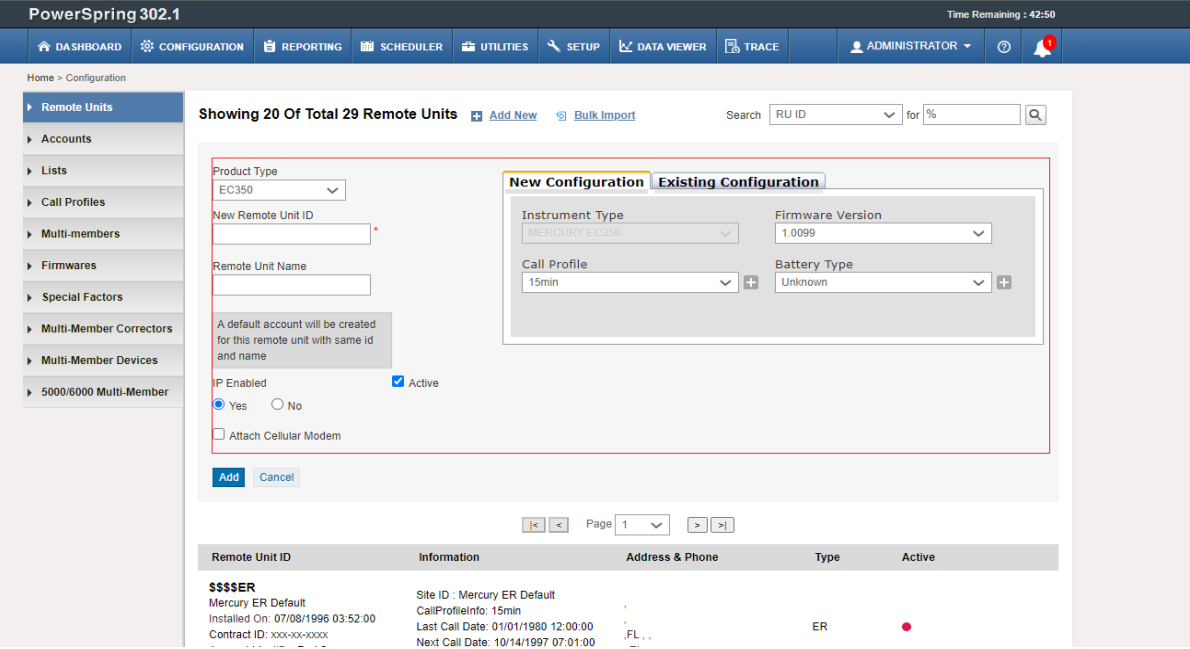 PowerSpring 302.1
Time Remaining : 42:50
DASHBOARD CONFIGURATION REPORTING SCHEDULER UTILITIES SETUP DATA VIEWER TRACE ADMINISTRATOR 1
Home > Configuration
Remote Units
Accounts
Lists
Call Profiles
Multi-members
Firmwares
Special Factors
Multi-Member Correctors
Multi-Member Devices
5000/6000 Multi-Member
Showing 20 Of Total 29 Remote Units Add New Bulk Import Search RU ID for %
Product Type
EC350
New Remote Unit ID
*
Remote Unit Name
A default account will be created
for this remote unit with same id
and name
IP Enabled
Active
Yes No
Attach Cellular Modem
New Configuration Existing Configuration
Instrument Type Firmware Version
MERCURY EC350 1.0099
Call Profile Battery Type
15min Unknown
Add Cancel
|< < Page 1 > >|
Remote Unit ID Information Address & Phone Type Active
$$$$ER
Mercury ER Default
Installed On: 07/08/1996 03:52:00
Contract ID: xxx-xx-xxxx
Site ID : Mercury ER Default
CallProfileInfo: 15min
Last Call Date: 01/01/1980 12:00:00
Next Call Date: 10/14/1997 07:01:00
,
,
,FL , ,
ER